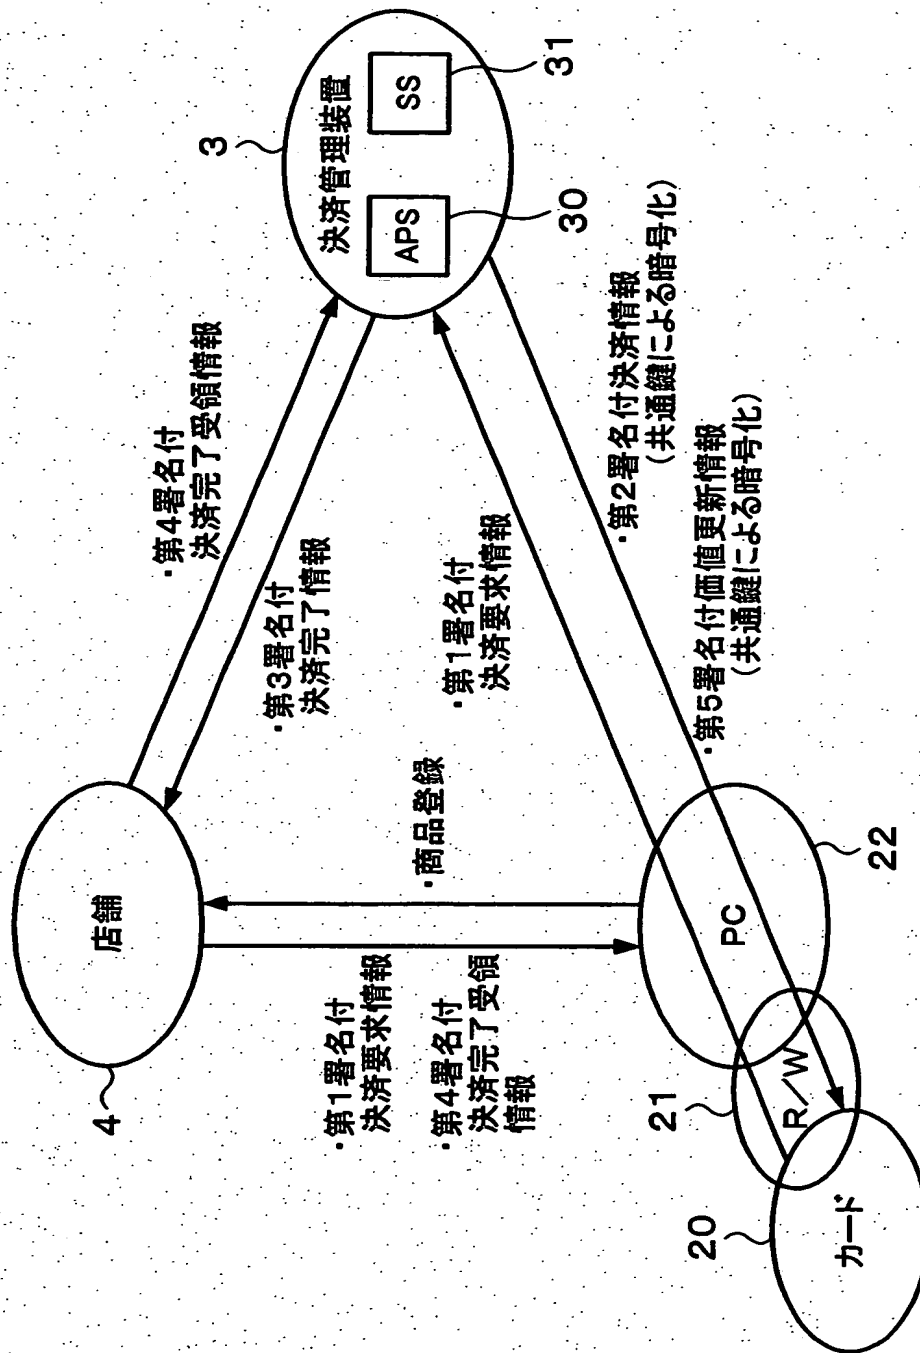 決済管理装置
3
APS
30
SS
31
・第4署名付
決済完了受領情報
・第3署名付
決済完了情報
・第1署名付
決済要求情報
・第2署名付決済情報
(共通鍵による暗号化)
・第5署名付価値更新情報
(共通鍵による暗号化)
店舗
4
・商品登録
・第1署名付
決済要求情報
・第4署名付
決済完了受領
情報
PC
22
R/W
21
カード
20